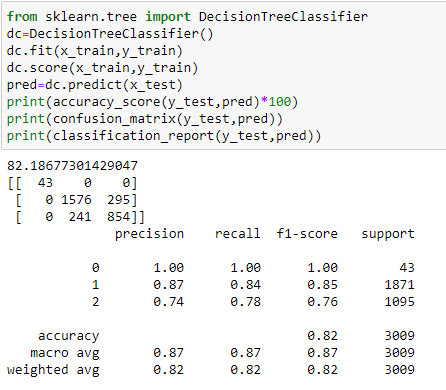 from sklearn.tree import DecisionTreeClassifier
dc=DecisionTreeClassifier()
dc.fit(x_train,y_train)
dc.score(x_train,y_train)
pred=dc.predict(x_test)
print(accuracy_score(y_test,pred)*100)
print(confusion_matrix(y_test,pred))
print(classification_report(y_test,pred))
82.18677301429047
[[  43    0    0]
 [   0 1576  295]
 [   0  241  854]]
              precision    recall  f1-score   support
           0       1.00      1.00      1.00        43
           1       0.87      0.84      0.85      1871
           2       0.74      0.78      0.76      1095
    accuracy                           0.82      3009
   macro avg       0.87      0.87      0.87      3009
weighted avg       0.82      0.82      0.82      3009